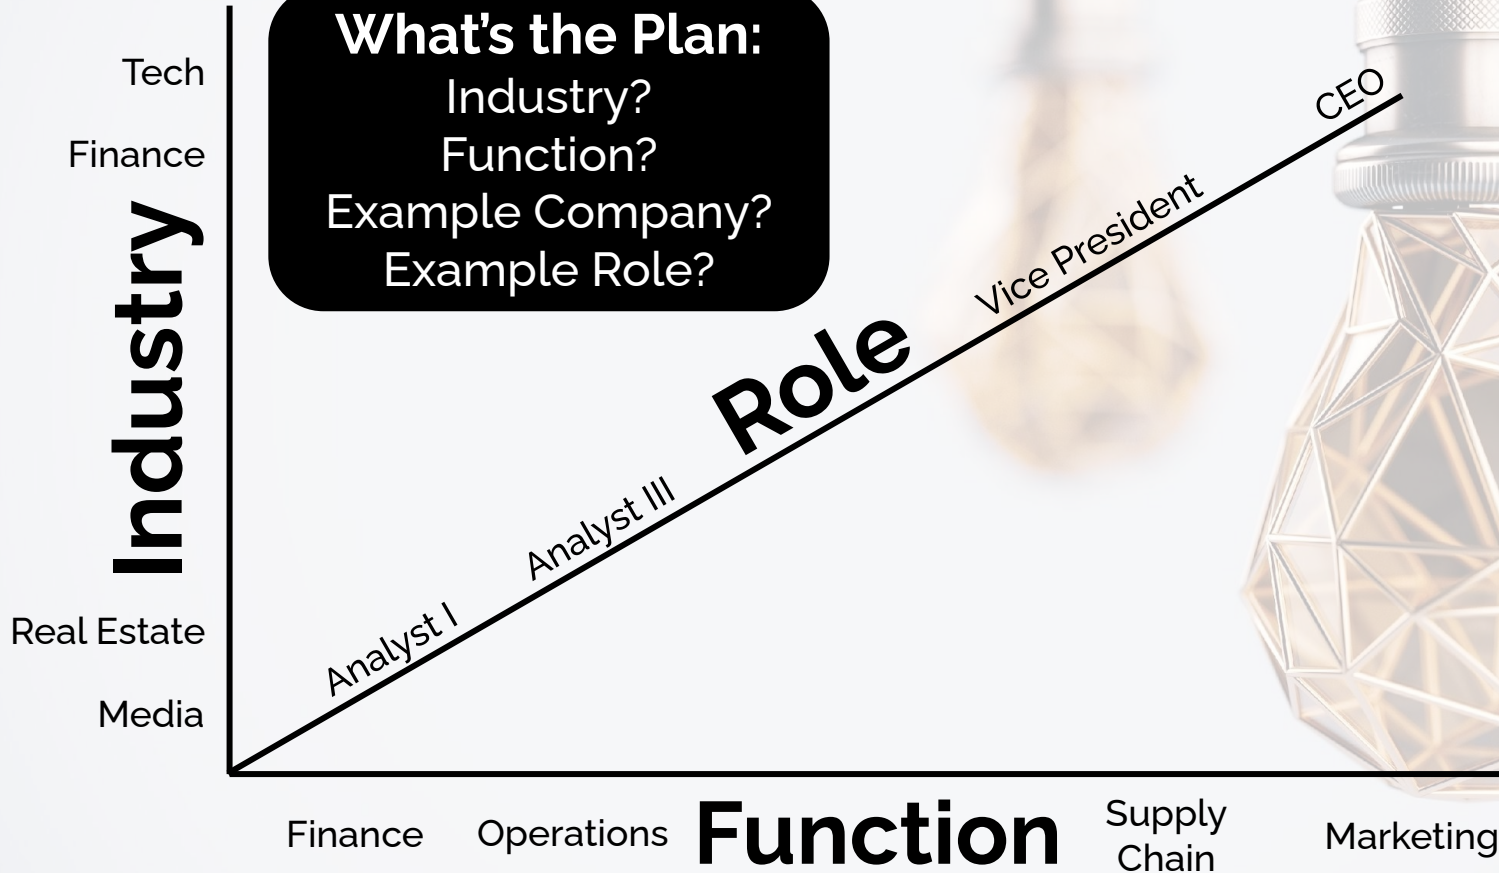 What's the Plan:
Industry?
Function?
Example Company?
Example Role?
Tech
Finance
Industry
Real Estate
Media
CEO
Vice President
Role
Analyst III
Analyst I
Finance
Operations
Function
Supply
Chain
Marketing